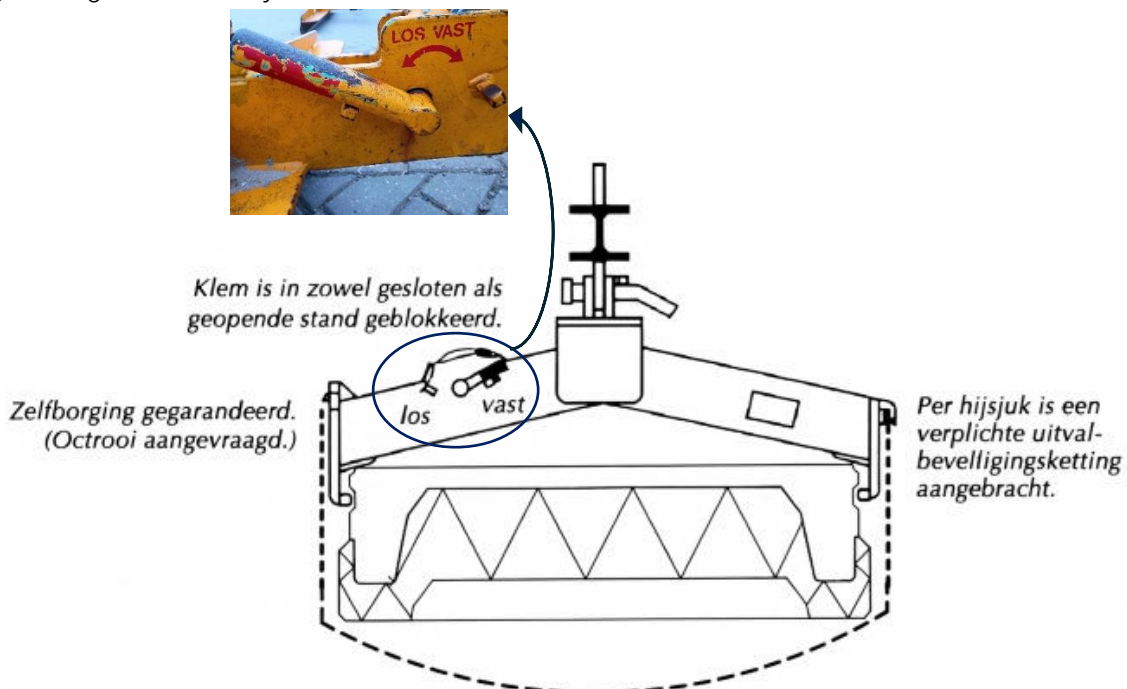 LOS VAST
Klem is in zowel gesloten als
geopende stand geblokkeerd.
los
vast
Zelfborging gegarandeerd.
(Octrooi aangevraagd.)
Per hijsjuk is een
verplichte uitval-
bevelligingsketting
aangebracht.